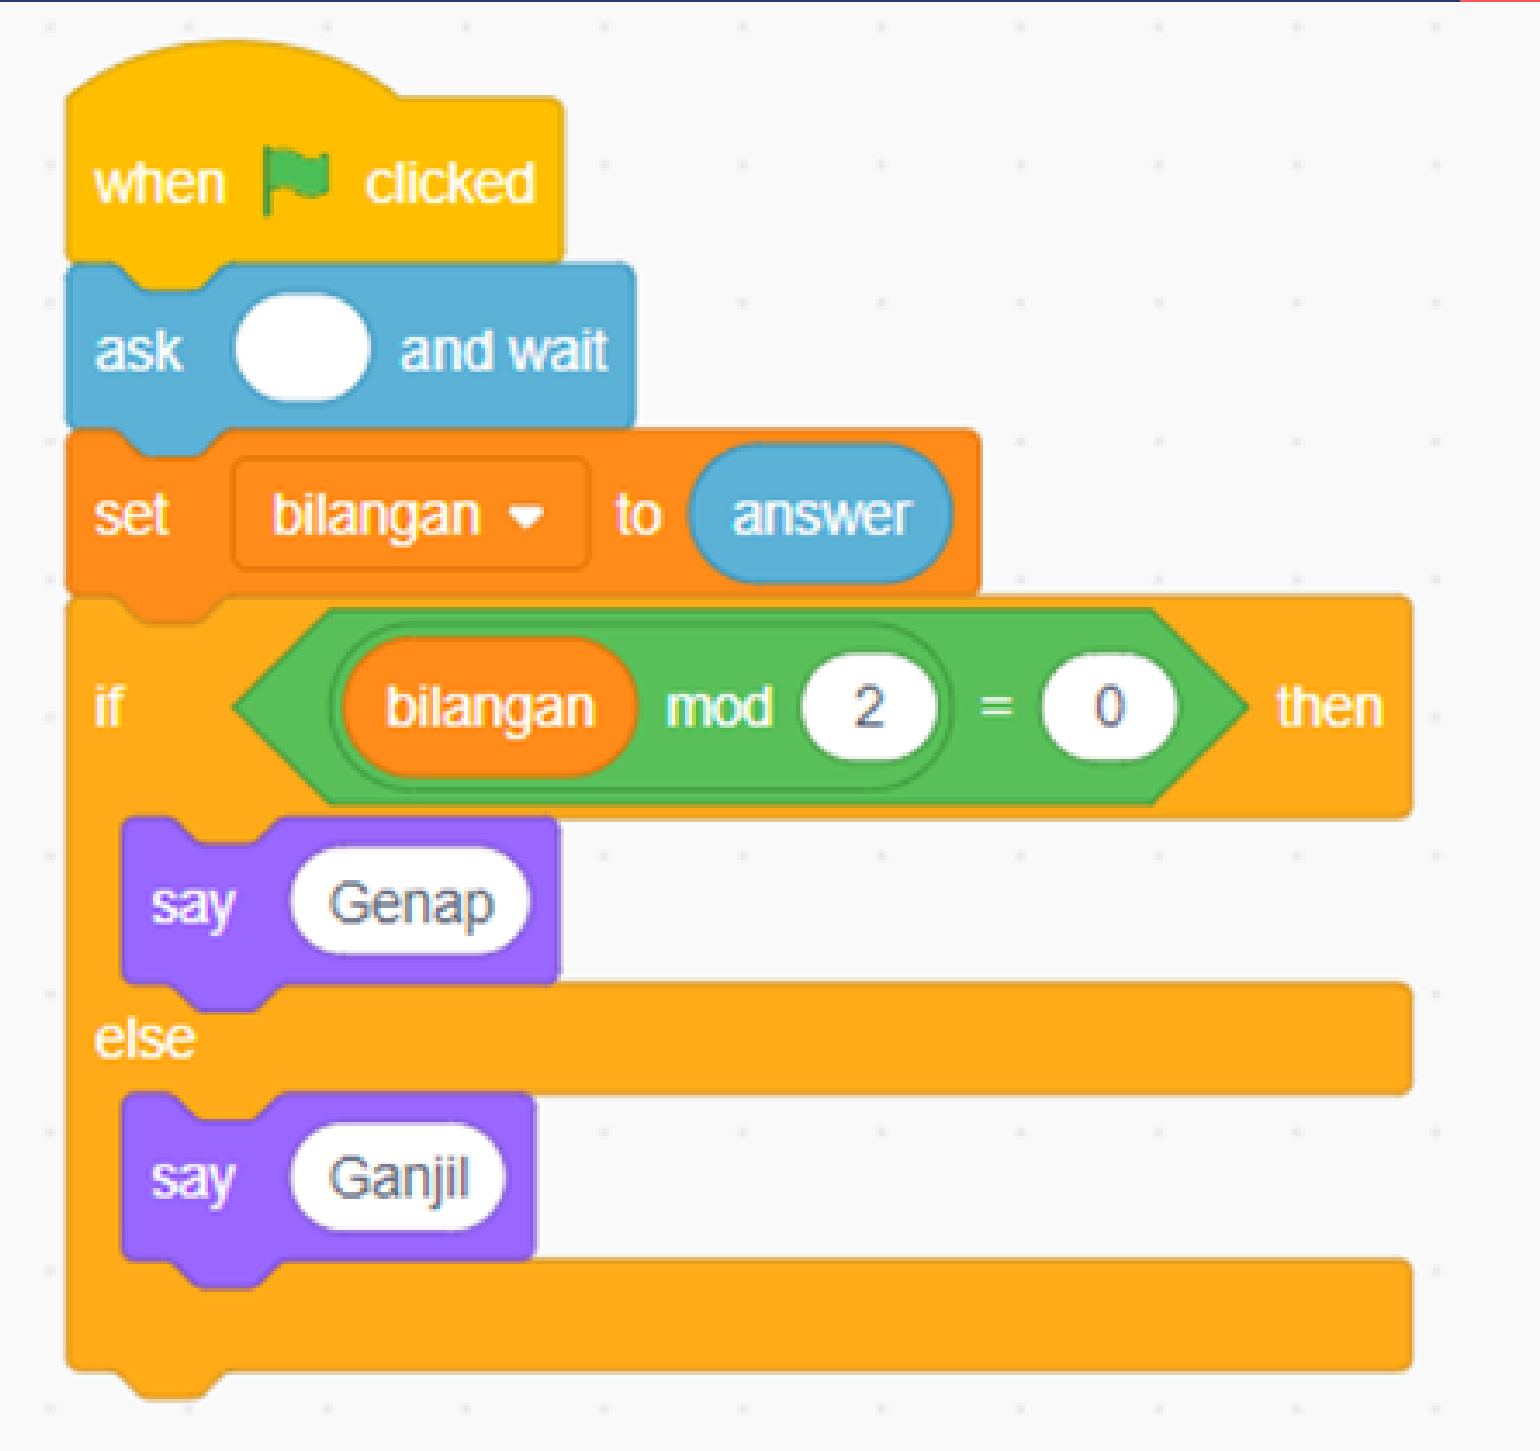 when clicked
ask and wait
set bilangan to answer
if bilangan mod 2 = 0 then
say Genap
else
say Ganjil